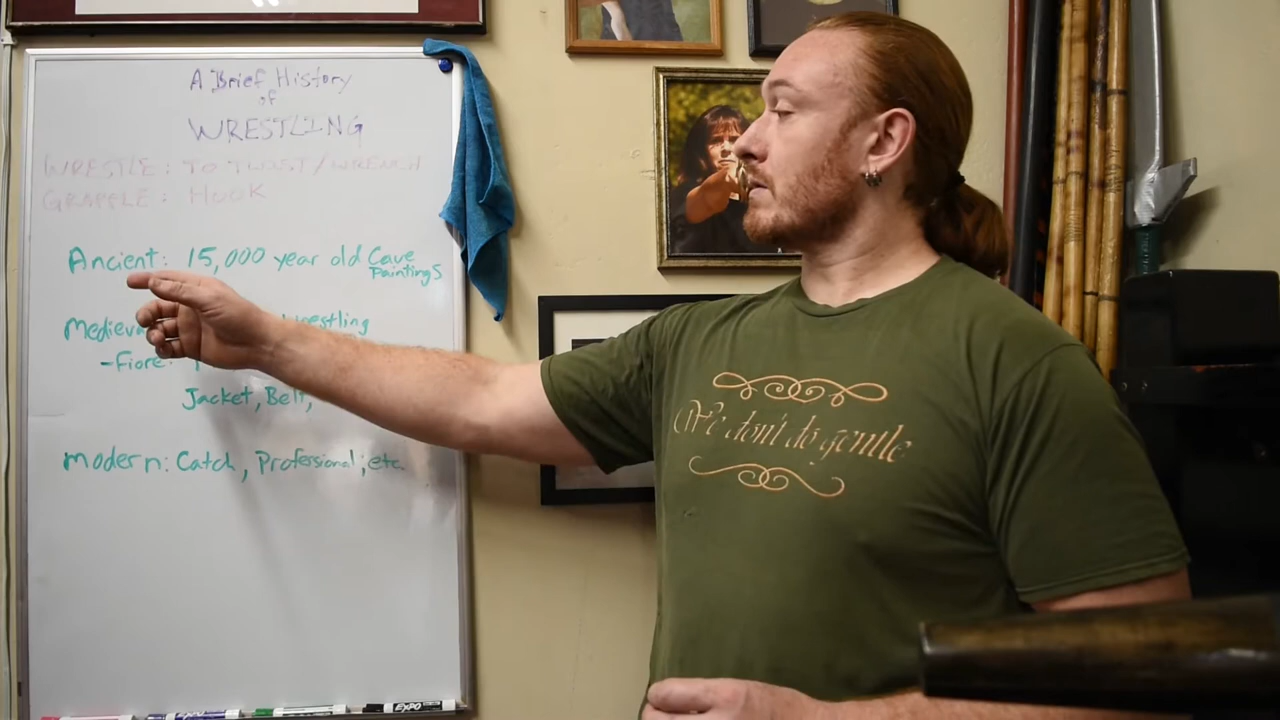 A Brief History
of
WRESTLING
WRESTLE: TO TWIST/WRENCH
GRAPPLE: HOOK
Ancient: 15,000 year old Cave
Paintings
Medieva wrestling
-Fiore:
Jacket, Belt,
modern: Catch, Professional, etc.
We don't do gentle
EXPO